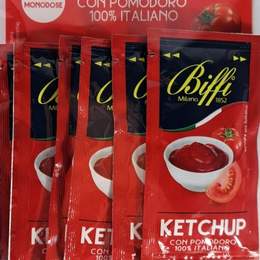 MONODOSE
CON POMODORO
100% ITALIANO
Biffi
Milano 1852
KETCHUP
CON POMODORO
100% ITALIANO
K
K
K